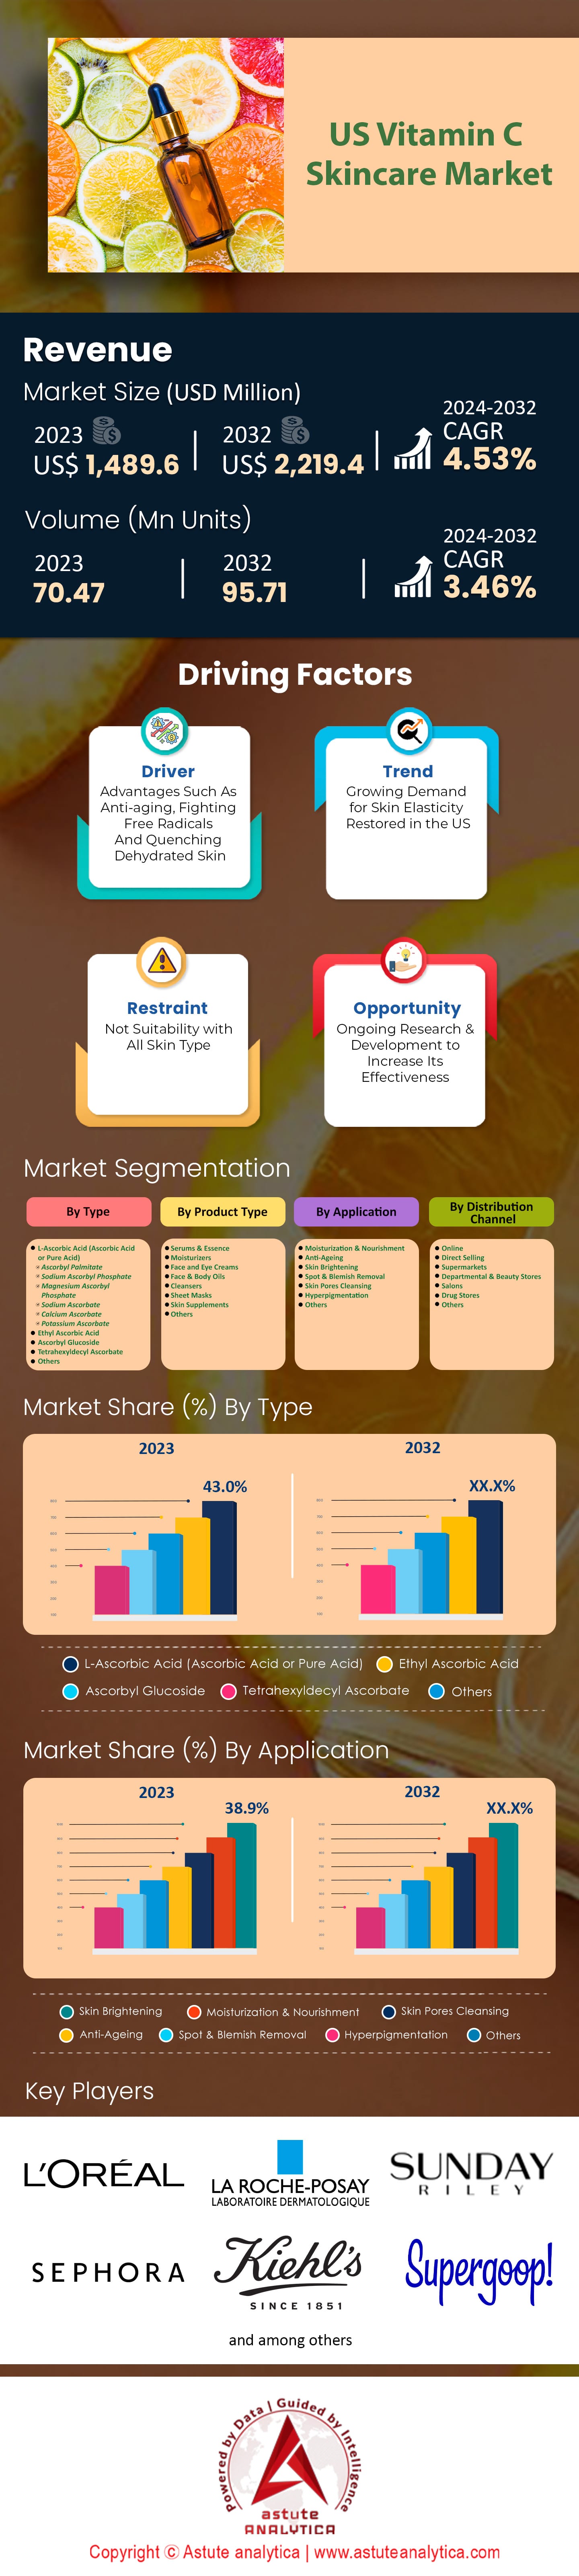 US Vitamin C
Skincare Market
Revenue
Market Size (USD Million)
2023
US$ 1,489.6
2032
US$ 2,219.4
2024-2032
CAGR
4.53%
Volume (Mn Units)
2023
70.47
2032
95.71
2024-2032
CAGR
3.46%
Driving Factors
Driver
Advantages Such As
Anti-aging, Fighting
Free Radicals
And Quenching
Dehydrated Skin
Trend
Growing Demand
for Skin Elasticity
Restored in the US
Restraint
Not Suitability with
All Skin Type
Opportunity
Ongoing Research &
Development to
Increase Its
Effectiveness
Market Segmentation
By Type
L-Ascorbic Acid (Ascorbic Acid
or Pure Acid)
Ascorbyl Palmitate
Sodium Ascorbyl Phosphate
Magnesium Ascorbyl
Phosphate
Sodium Ascorbate
Calcium Ascorbate
Potassium Ascorbate
Ethyl Ascorbic Acid
Ascorbyl Glucoside
Tetrahexyldecyl Ascorbate
Others
By Product Type
Serums & Essence
Moisturizers
Face and Eye Creams
Face & Body Oils
Cleansers
Sheet Masks
Skin Supplements
Others
By Application
Moisturization & Nourishment
Anti-Ageing
Skin Brightening
Spot & Blemish Removal
Skin Pores Cleansing
Hyperpigmentation
Others
By Distribution
Channel
Online
Direct Selling
Supermarkets
Departmental & Beauty Stores
Salons
Drug Stores
Others
Market Share (%) By Type
2023
43.0%
2032
XX.X%
L-Ascorbic Acid (Ascorbic Acid or Pure Acid)
Ethyl Ascorbic Acid
Ascorbyl Glucoside
Tetrahexyldecyl Ascorbate
Others
Market Share (%) By Application
2023
38.9%
2032
XX.X%
Skin Brightening
Moisturization & Nourishment
Skin Pores Cleansing
Anti-Ageing
Spot & Blemish Removal
Hyperpigmentation
Others
Key Players
L'ORÉAL
LA ROCHE-POSAY
LABORATOIRE DERMATOLOGIQUE
SUNDAY
RILEY
SEPHORA
Kiehl's
SINCE 1851
Supergoop!
and among others
Powered by Data | Guided by Intelligence
astute
ANALYTICA
Copyright © Astute analytica | www.astuteanalytica.com